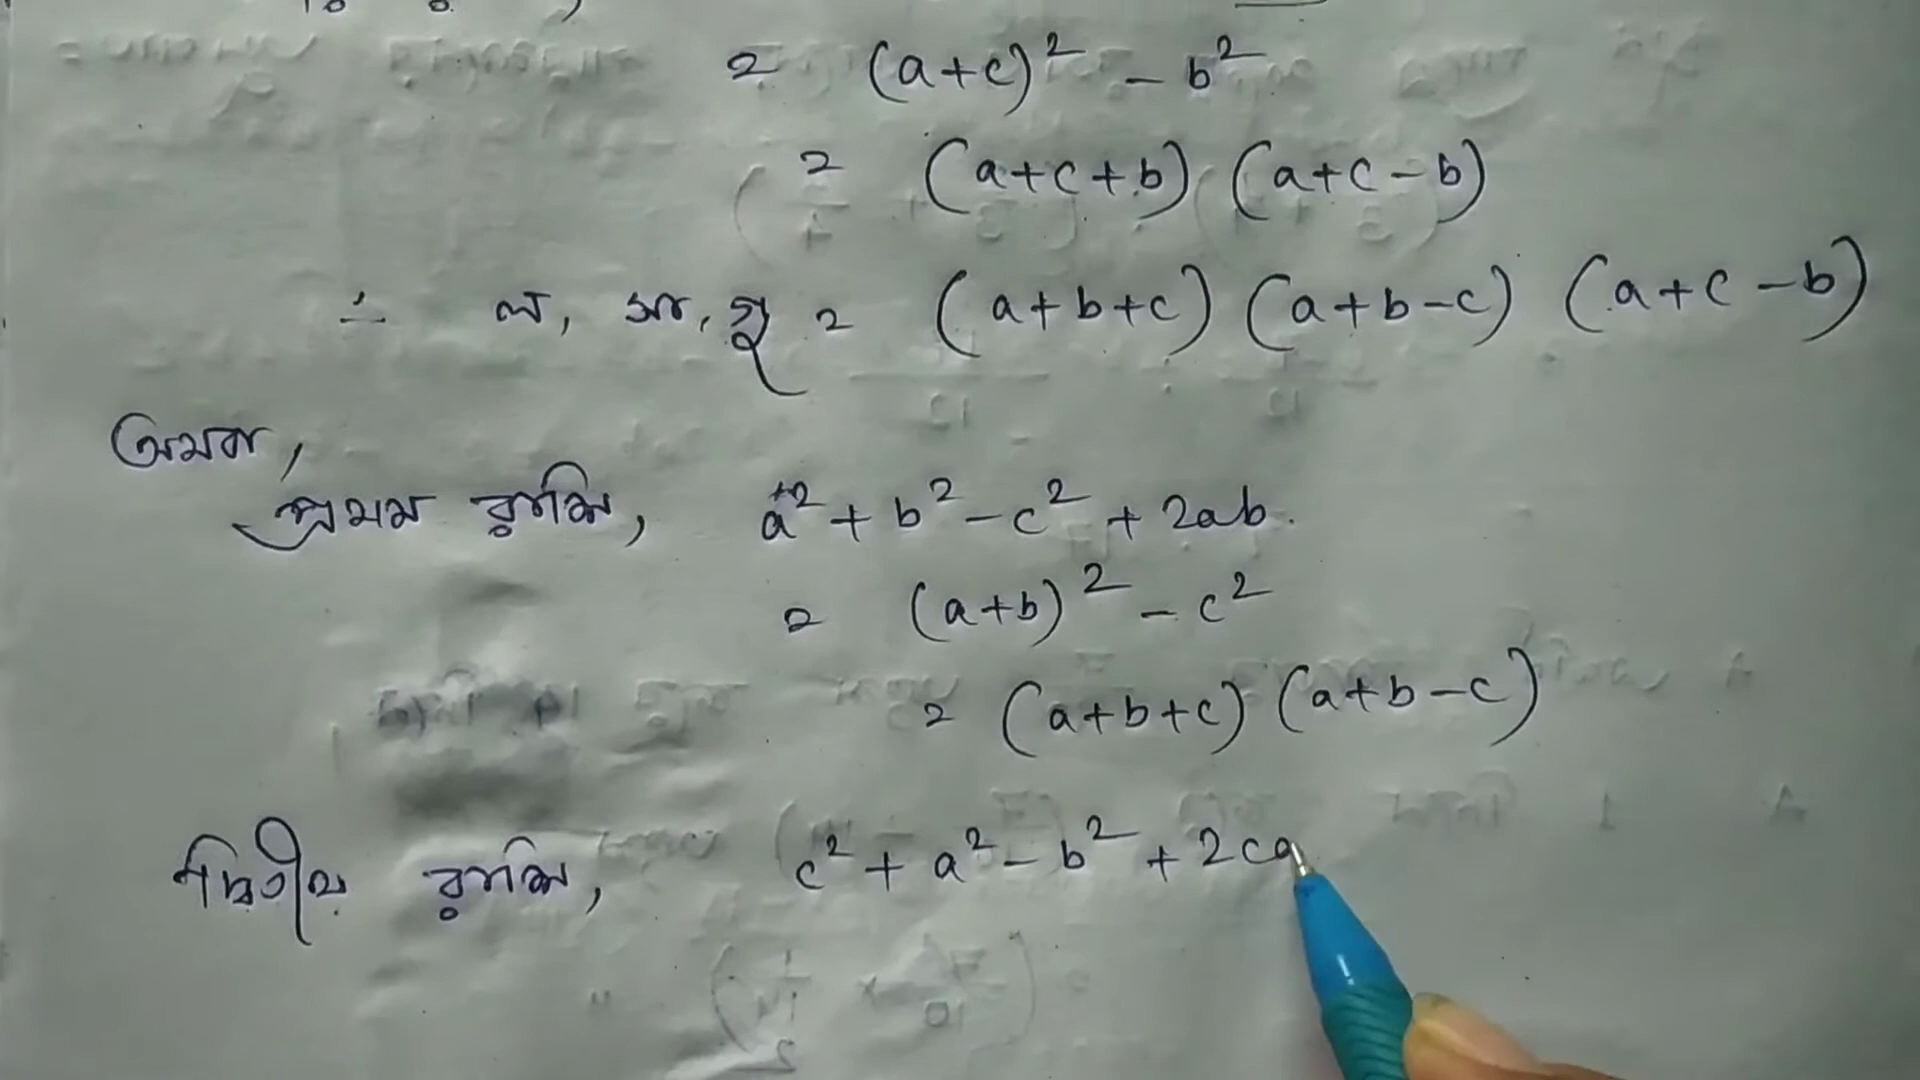 = (a+c)² - b²
= (a+c+b) (a+c-b)
∴ ল, সা, গু = (a+b+c) (a+b-c) (a+c-b)
অথবা,
প্রথম রাশি, a² + b² - c² + 2ab.
= (a+b)² - c²
= (a+b+c) (a+b-c)
দ্বিতীয় রাশি, c² + a² - b² + 2ca